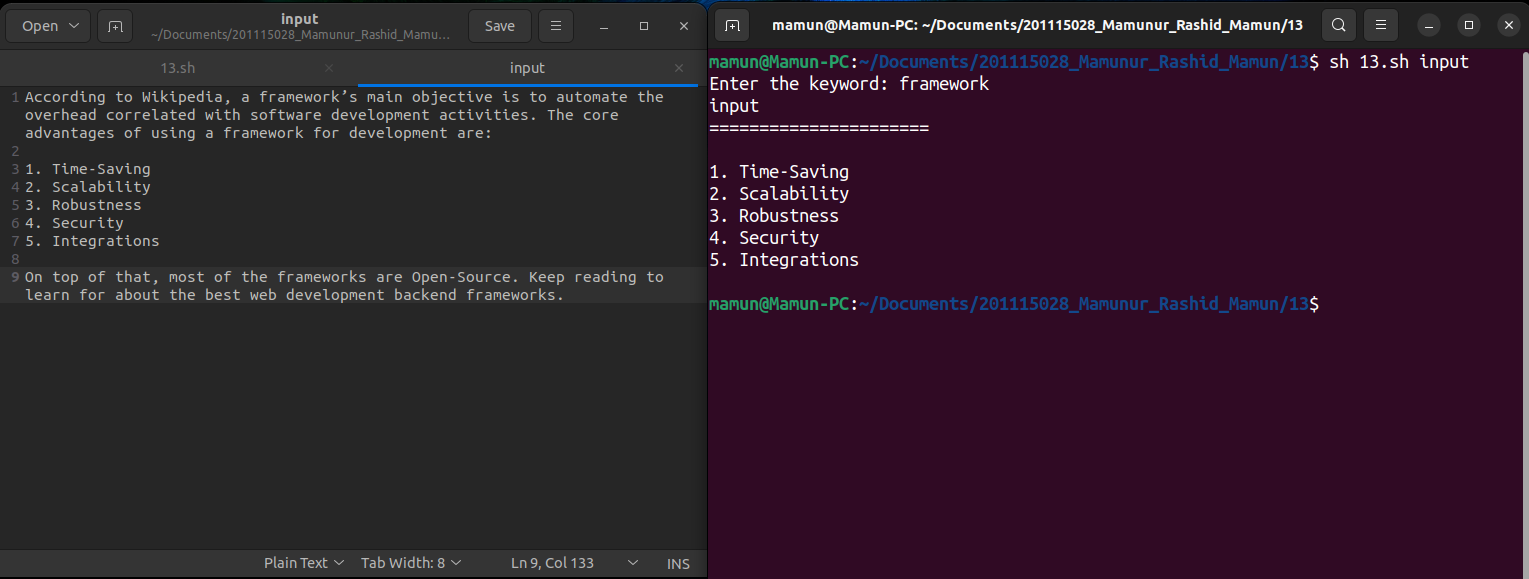 Open
input
~/Documents/201115028_Mamunur_Rashid_Mamu...
Save
13.sh
input
1 According to Wikipedia, a framework’s main objective is to automate the
overhead correlated with software development activities. The core
advantages of using a framework for development are:
2
3 1. Time-Saving
4 2. Scalability
5 3. Robustness
6 4. Security
7 5. Integrations
8
9 On top of that, most of the frameworks are Open-Source. Keep reading to
learn for about the best web development backend frameworks.
Plain Text
Tab Width: 8
Ln 9, Col 133
INS
mamun@Mamun-PC: ~/Documents/201115028_Mamunur_Rashid_Mamun/13
mamun@Mamun-PC:~/Documents/201115028_Mamunur_Rashid_Mamun/13$ sh 13.sh input
Enter the keyword: framework
input
======================
1. Time-Saving
2. Scalability
3. Robustness
4. Security
5. Integrations
mamun@Mamun-PC:~/Documents/201115028_Mamunur_Rashid_Mamun/13$